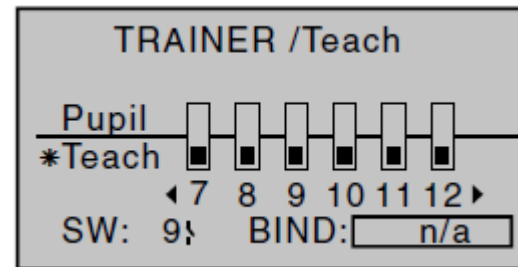 TRAINER /Teach
Pupil
*Teach
7 8 9 10 11 12
SW: 9 BIND: n/a